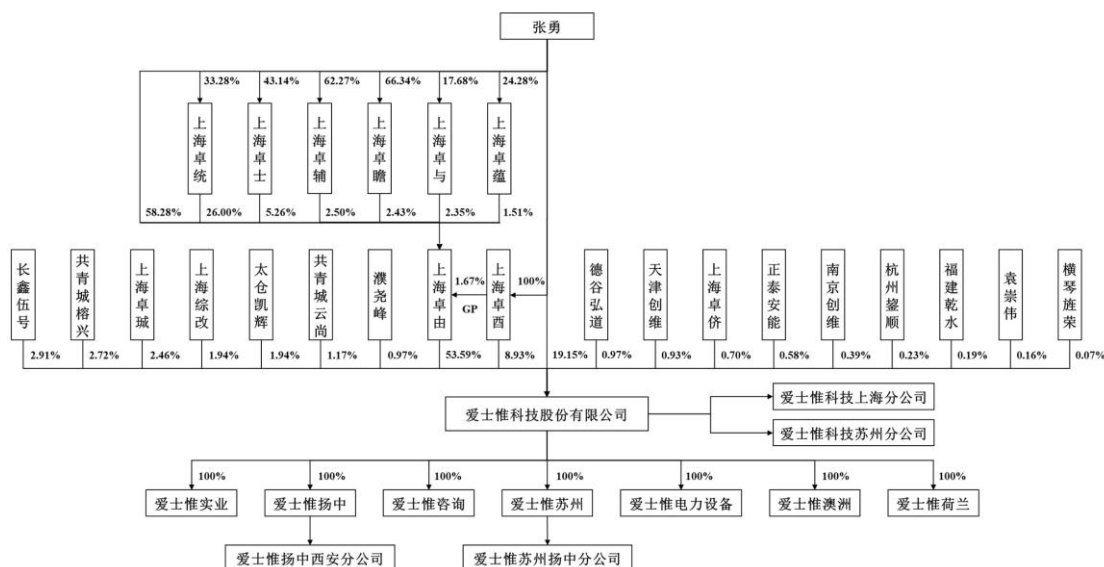 张勇
33.28% 43.14% 62.27% 66.34% 17.68% 24.28%
上海卓统
上海卓士
上海卓辅
上海卓瞻
上海卓与
上海卓蕴
58.28% 26.00% 5.26% 2.50% 2.43% 2.35% 1.51%
长鑫伍号
共青城榕兴
上海卓珹
上海综改
太仓凯辉
共青城云尚
濮尧峰
上海卓由
1.67%
GP
上海卓酉
100%
德谷弘道
天津创维
上海卓侪
正泰安能
南京创维
杭州鋆顺
福建乾水
袁崇伟
横琴旌荣
2.91% 2.72% 2.46% 1.94% 1.94% 1.17% 0.97% 53.59% 8.93% 19.15% 0.97% 0.93% 0.70% 0.58% 0.39% 0.23% 0.19% 0.16% 0.07%
爱士惟科技股份有限公司
爱士惟科技上海分公司
爱士惟科技苏州分公司
100% 100% 100% 100% 100% 100% 100%
爱士惟实业 爱士惟扬中 爱士惟咨询 爱士惟苏州 爱士惟电力设备 爱士惟澳洲 爱士惟荷兰
爱士惟扬中西安分公司 爱士惟苏州扬中分公司